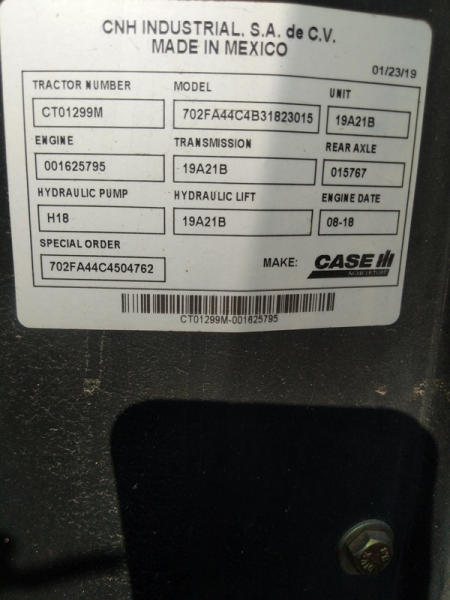 CNH INDUSTRIAL, S.A. de C.V.
MADE IN MEXICO
01/23/19
TRACTOR NUMBER MODEL UNIT
CT01299M 702FA44C4B31823015 19A21B
ENGINE TRANSMISSION REAR AXLE
001625795 19A21B 015767
HYDRAULIC PUMP HYDRAULIC LIFT ENGINE DATE
H18 19A21B 08-18
SPECIAL ORDER
702FA44C4504762 MAKE: CASE IH
AGRICULTURE
CT01299M-001625795